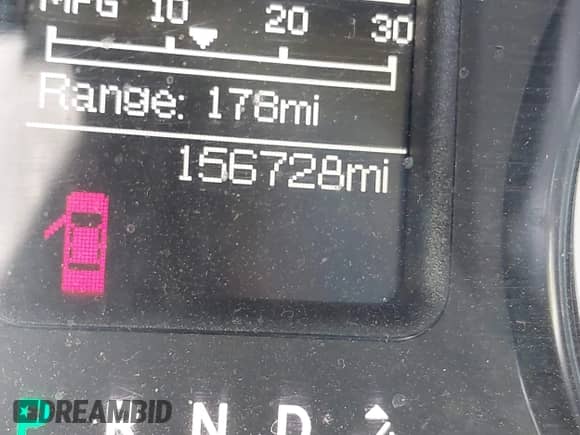 MPG 10 20 30
Range: 178mi
156728mi
P R N D
DREAMBID